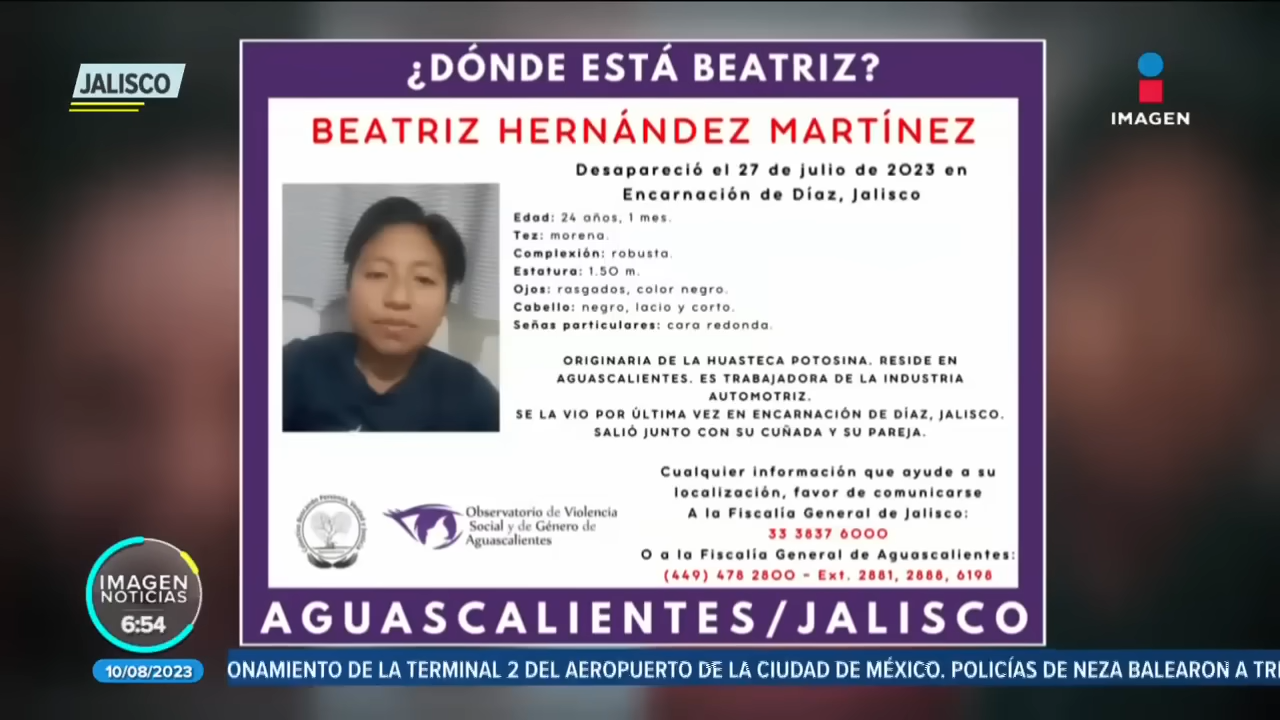 JALISCO
IMAGEN
¿DÓNDE ESTÁ BEATRIZ?
BEATRIZ HERNÁNDEZ MARTÍNEZ
Desapareció el 27 de julio de 2023 en
Encarnación de Díaz, Jalisco
Edad: 24 años, 1 mes.
Tez: morena.
Complexión: robusta.
Estatura: 1.50 m.
Ojos: rasgados, color negro.
Cabello: negro, lacio y corto.
Señas particulares: cara redonda.
ORIGINARIA DE LA HUASTECA POTOSINA. RESIDE EN
AGUASCALIENTES. ES TRABAJADORA DE LA INDUSTRIA
AUTOMOTRIZ.
SE LA VIO POR ÚLTIMA VEZ EN ENCARNACIÓN DE DÍAZ, JALISCO.
SALIÓ JUNTO CON SU CUÑADA Y SU PAREJA.
Cualquier información que ayude a su
localización, favor de comunicarse
A la Fiscalía General de Jalisco:
33 3837 6000
O a la Fiscalía General de Aguascalientes:
(449) 478 2800 - Ext. 2881, 2888, 6198
Observatorio de Violencia
Social y de Género de
Aguascalientes
AGUASCALIENTES/JALISCO
IMAGEN
NOTICIAS
6:54
10/08/2023
ONAMIENTO DE LA TERMINAL 2 DEL AEROPUERTO DE LA CIUDAD DE MÉXICO. POLICÍAS DE NEZA BALEARON A TRE